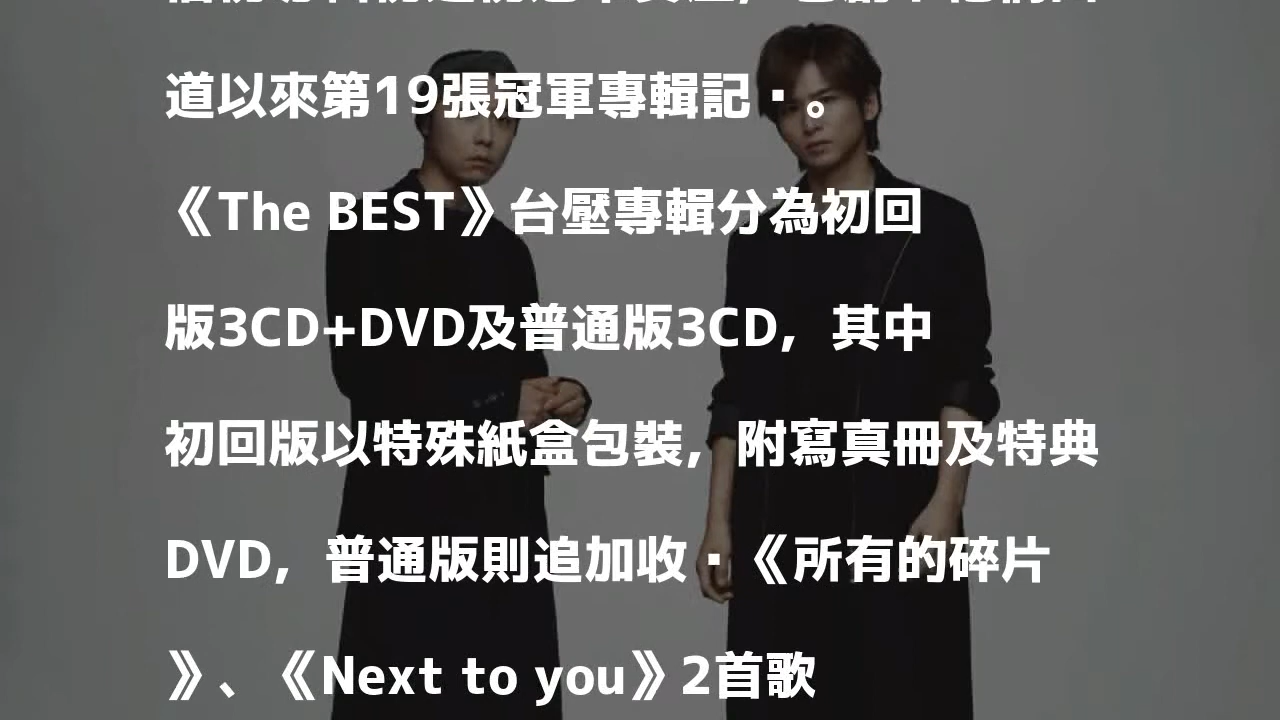 道以來第19張冠軍專輯記▪。
《The BEST》台壓專輯分為初回
版3CD+DVD及普通版3CD，其中
初回版以特殊紙盒包裝，附寫真冊及特典
DVD，普通版則追加收▪《所有的碎片
》、《Next to you》2首歌